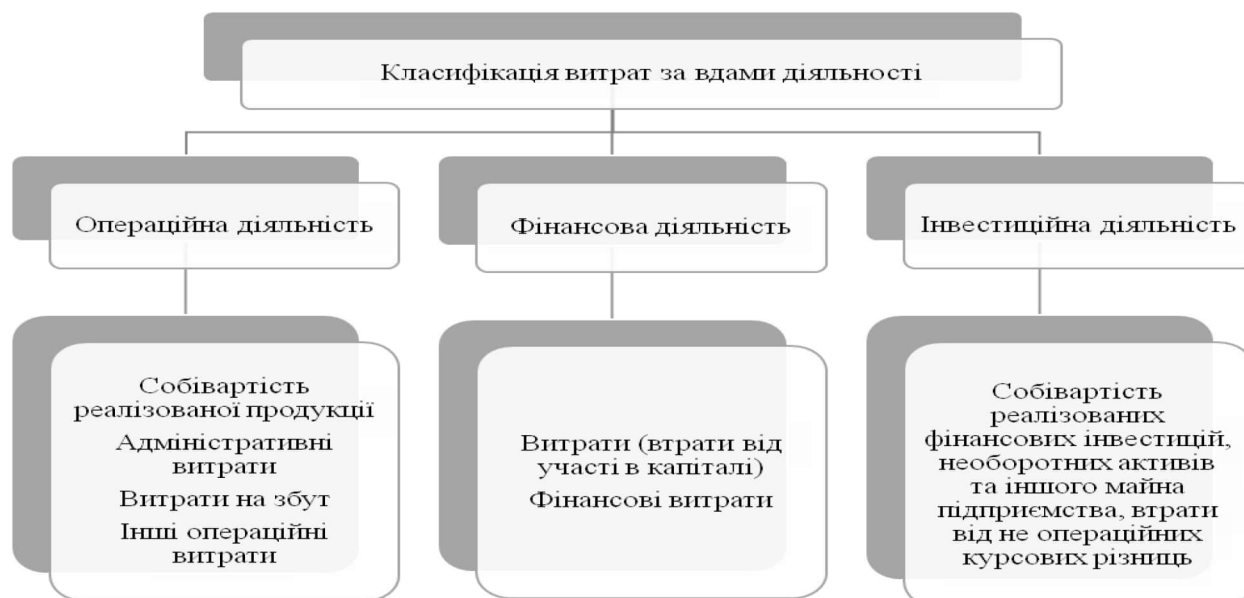 Класифікація витрат за вдами діяльності
Операційна діяльність
Фінансова діяльність
Інвестиційна діяльність
Собівартість
реалізованої продукції
Адміністративні
витрати
Витрати на збут
Інші операційні
витрати
Витрати (втрати від
участі в капіталі)
Фінансові витрати
Собівартість
реалізованих
фінансових інвестицій,
необоротних активів
та іншого майна
підприємства, втрати
від не операційних
курсових різниць